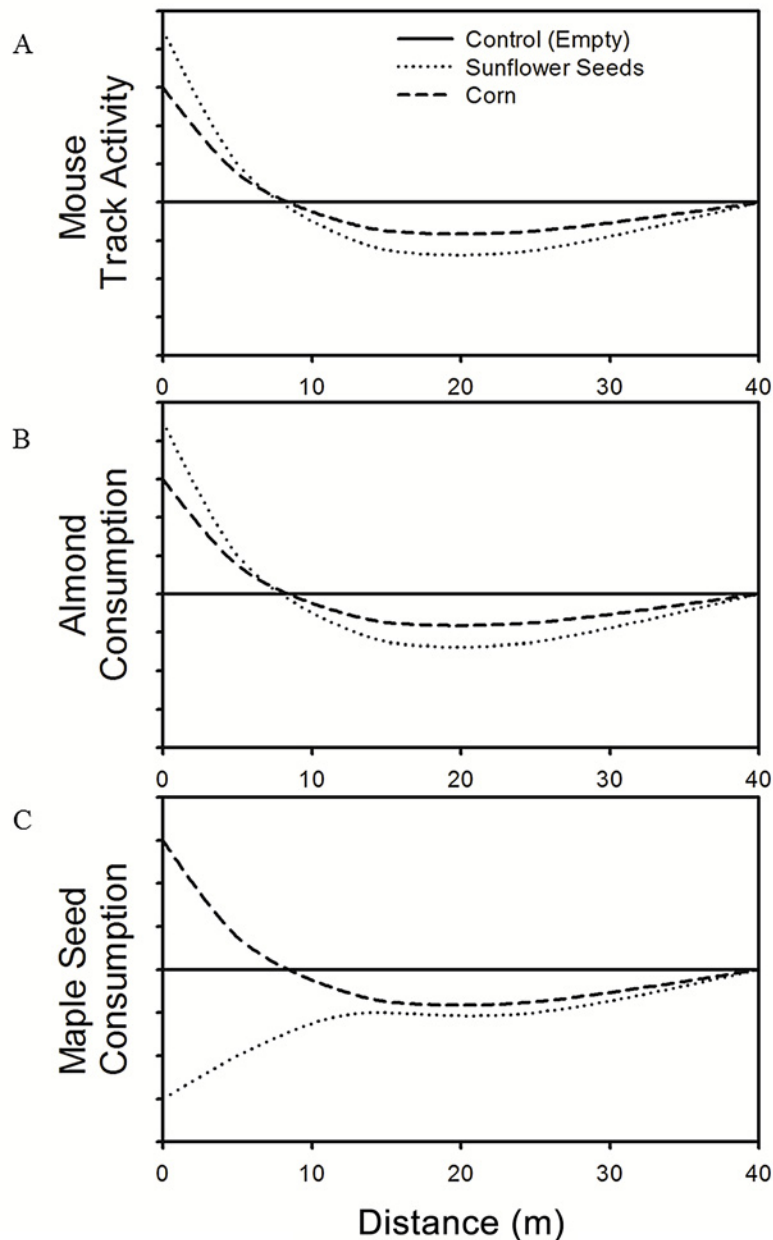 A
Control (Empty)
Sunflower Seeds
Corn
Mouse
Track Activity
0 10 20 30 40
B
Almond
Consumption
0 10 20 30 40
C
Maple Seed
Consumption
0 10 20 30 40
Distance (m)